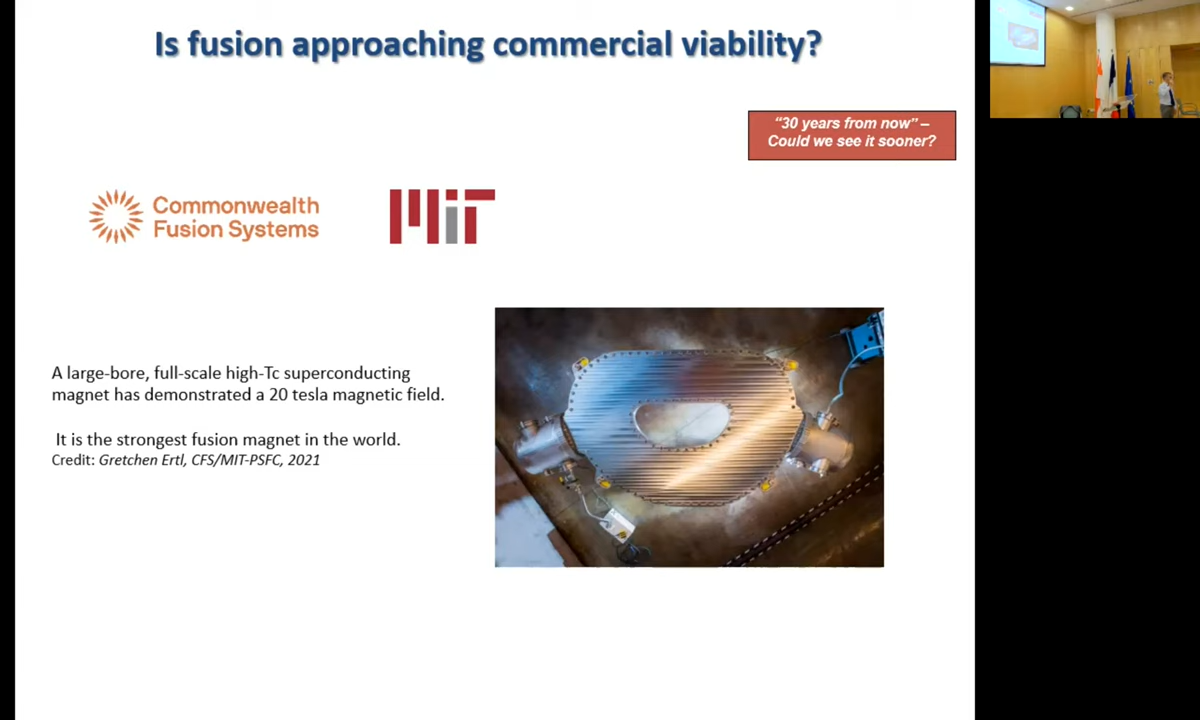 Is fusion approaching commercial viability?
“30 years from now” –
Could we see it sooner?
Commonwealth
Fusion Systems
MiT
A large-bore, full-scale high-Tc superconducting
magnet has demonstrated a 20 tesla magnetic field.
It is the strongest fusion magnet in the world.
Credit: Gretchen Ertl, CFS/MIT-PSFC, 2021